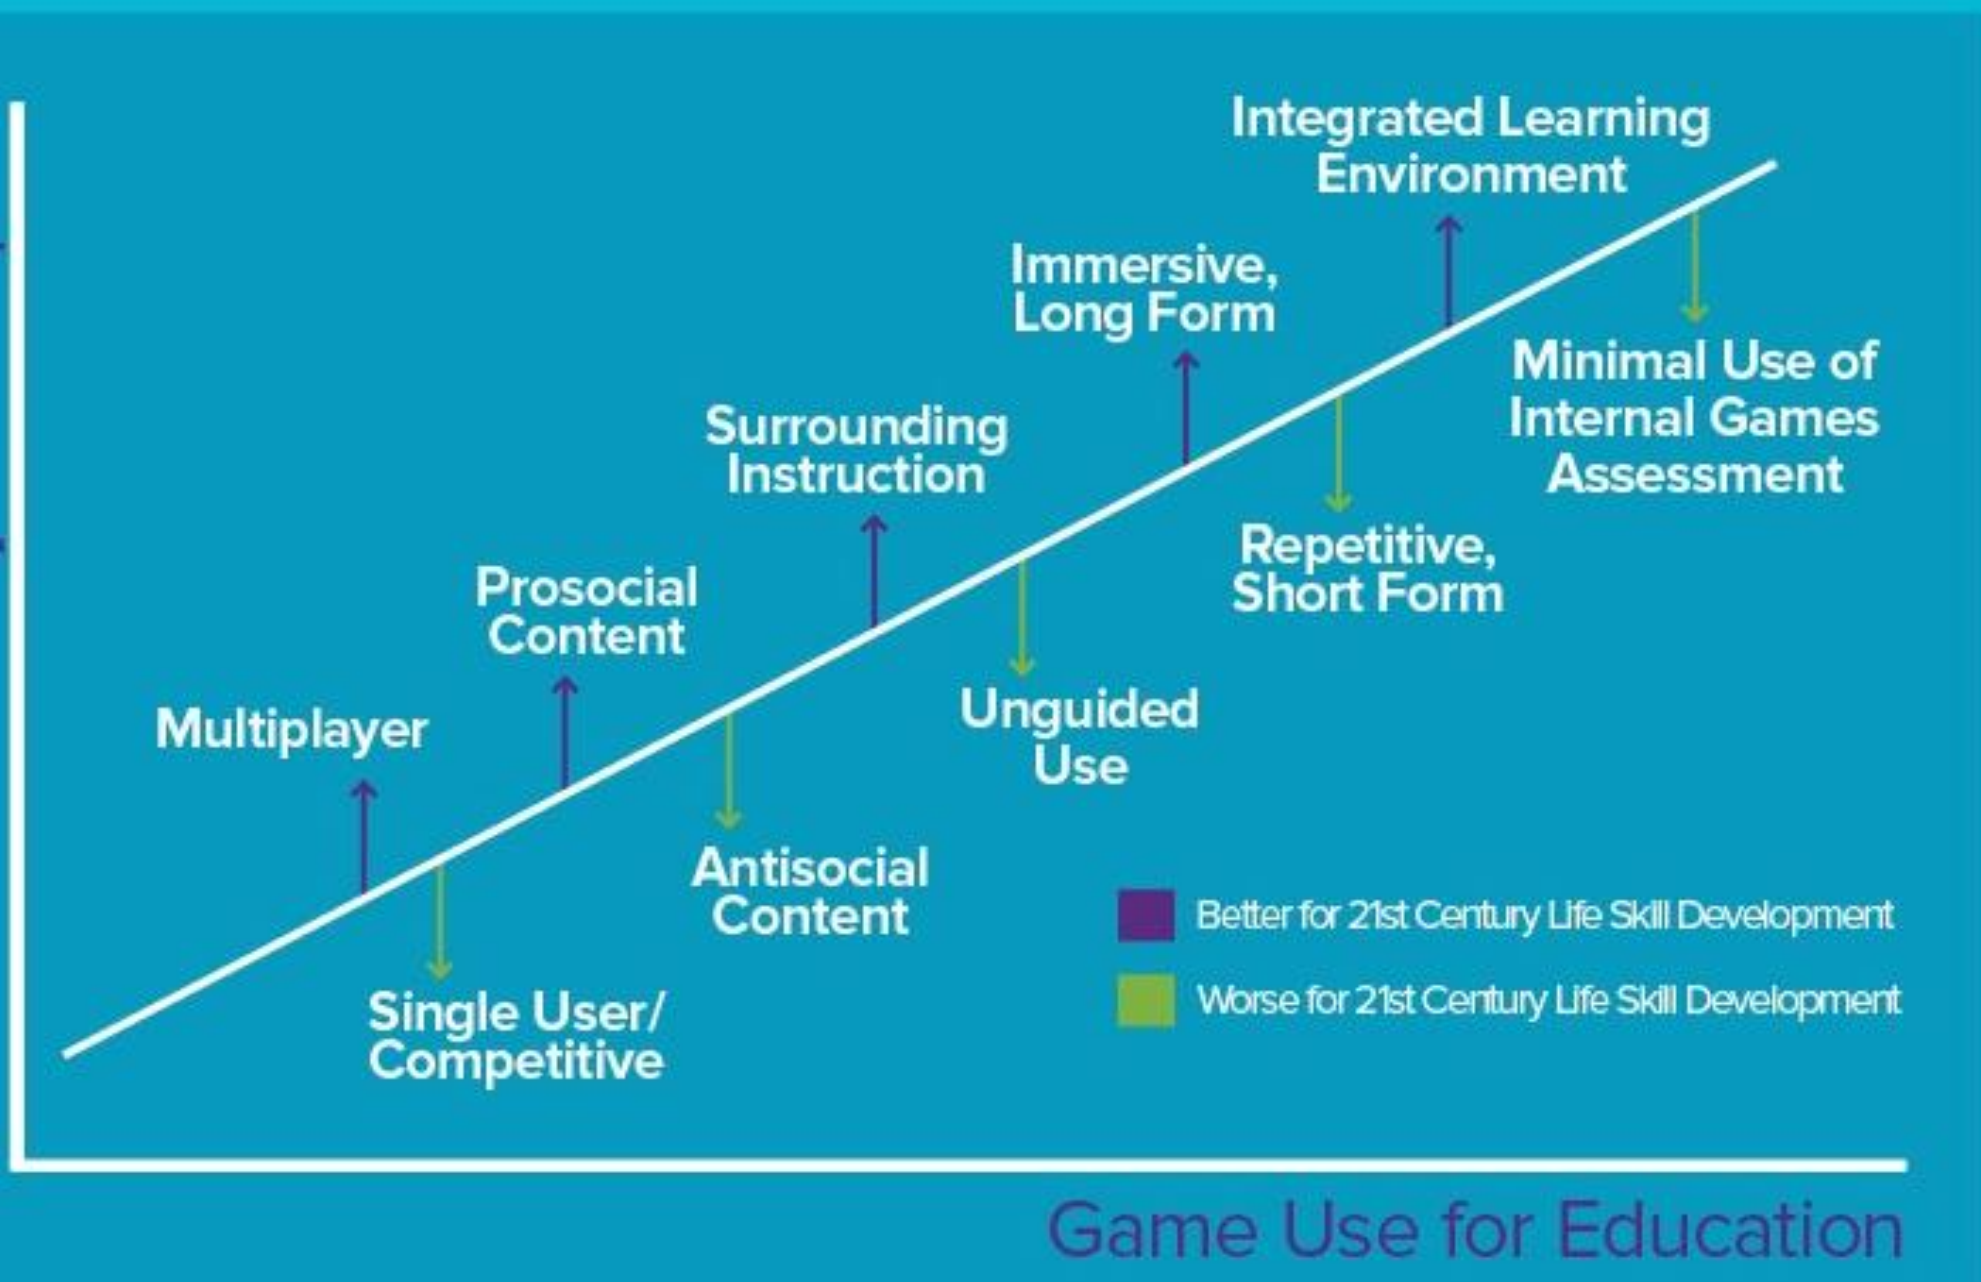 Integrated Learning
Environment
Immersive,
Long Form
Minimal Use of
Internal Games
Assessment
Surrounding
Instruction
Repetitive,
Short Form
Prosocial
Content
Unguided
Use
Multiplayer
Antisocial
Content
Single User/
Competitive
Better for 21st Century Life Skill Development
Worse for 21st Century Life Skill Development
Game Use for Education